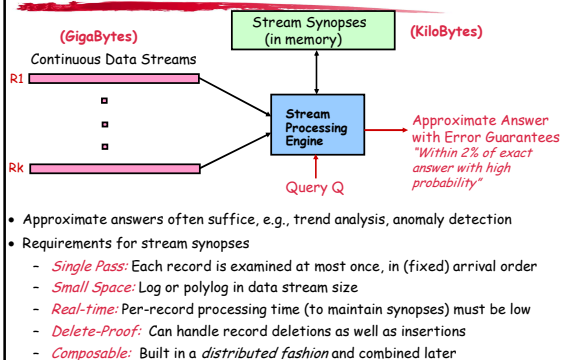 Stream Synopses
(in memory)
(GigaBytes)
(KiloBytes)
Continuous Data Streams
R1
Stream
Processing
Engine
Approximate Answer
with Error Guarantees
"Within 2% of exact
answer with high
probability"
Rk
Query Q
• Approximate answers often suffice, e.g., trend analysis, anomaly detection
• Requirements for stream synopses
- Single Pass: Each record is examined at most once, in (fixed) arrival order
- Small Space: Log or polylog in data stream size
- Real-time: Per-record processing time (to maintain synopses) must be low
- Delete-Proof: Can handle record deletions as well as insertions
- Composable: Built in a distributed fashion and combined later